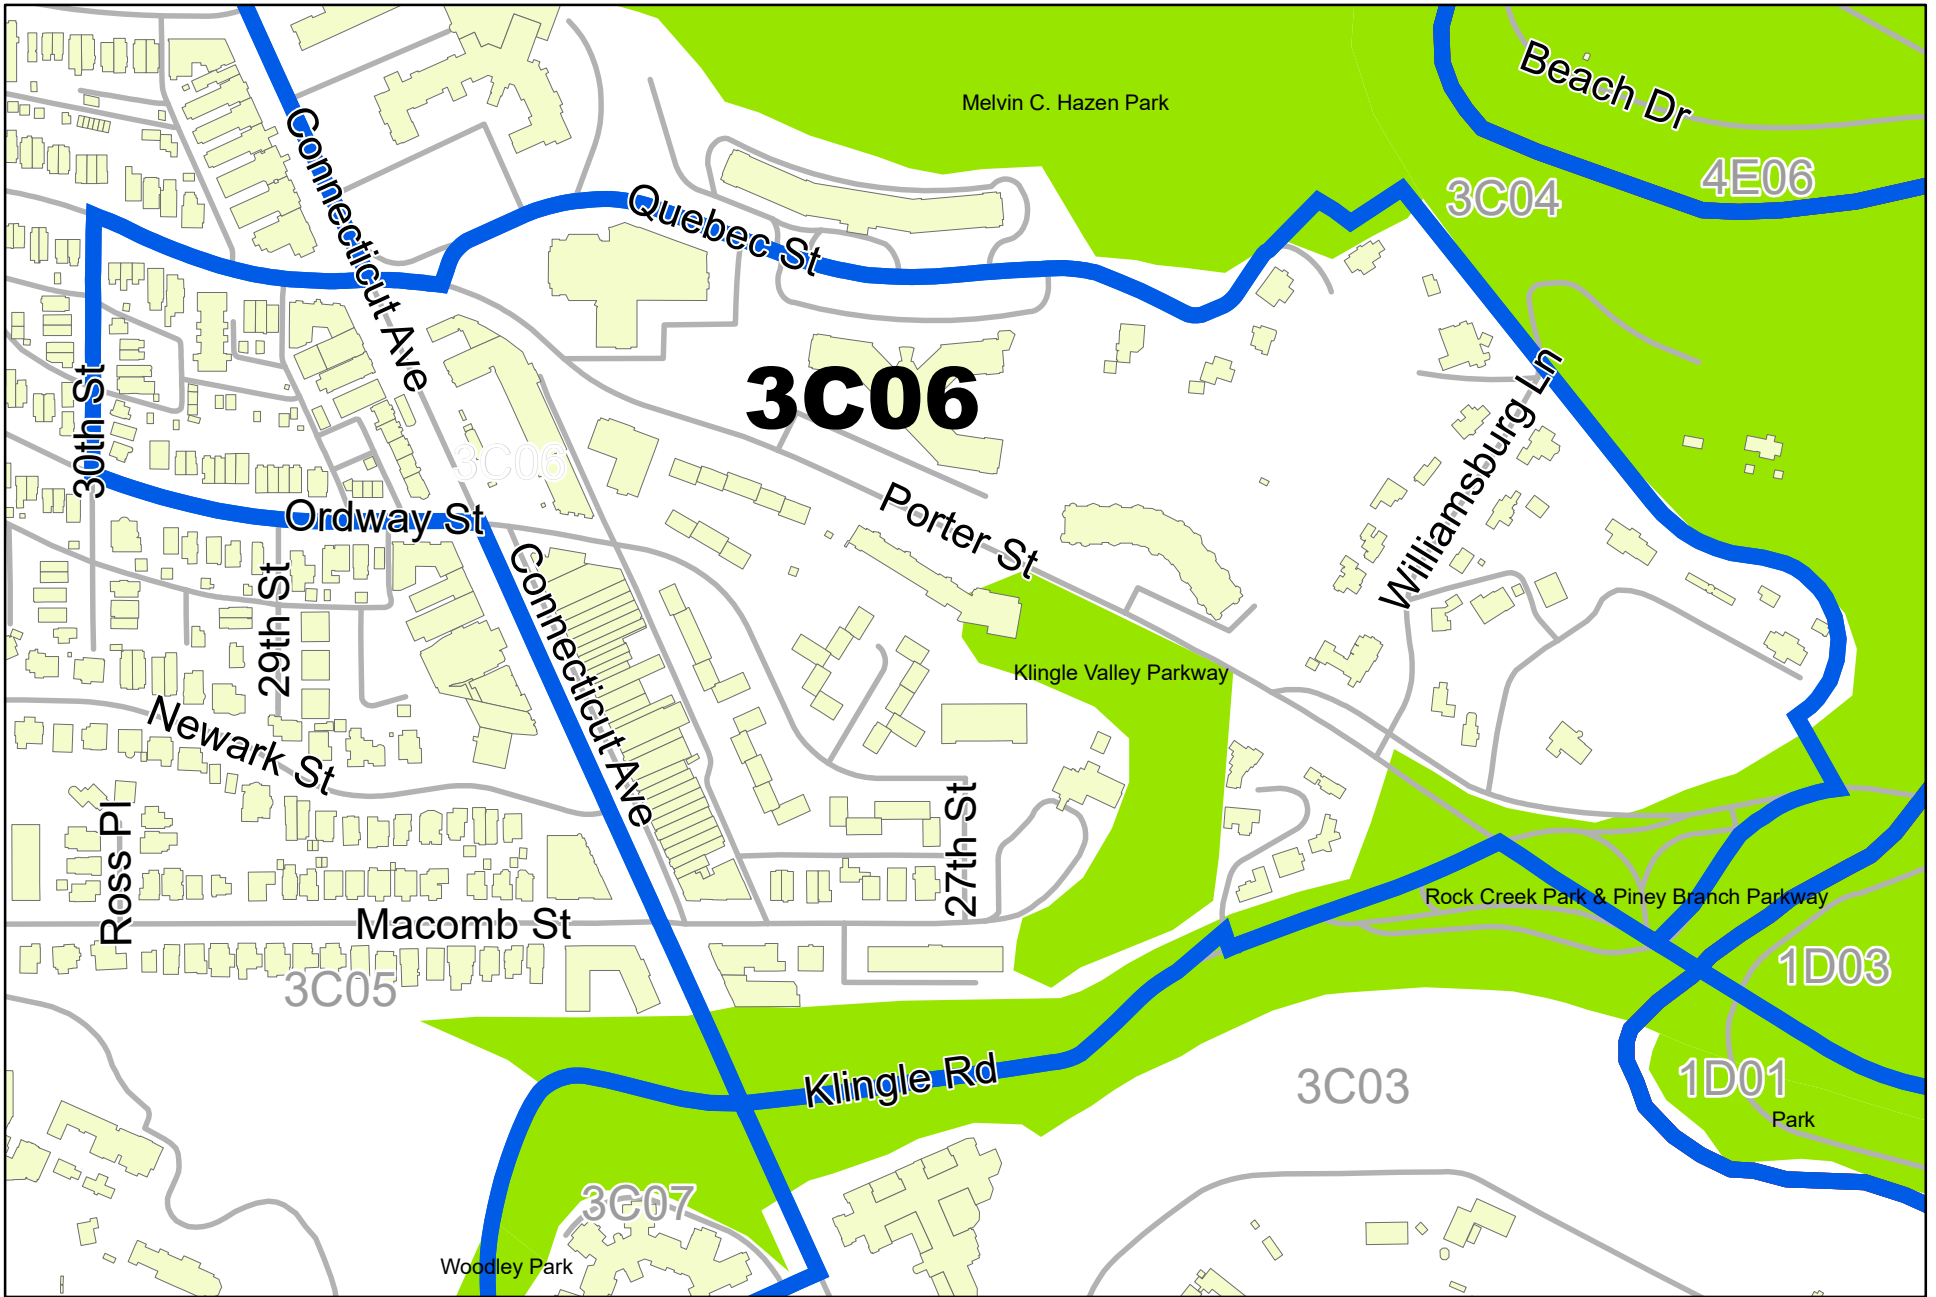 Beach Dr
Melvin C. Hazen Park
Connecticut Ave
4E06
3C04
Quebec St
3C06
30th St
Williamsburg Ln
3C06
Ordway St
Porter St
29th St
Connecticut Ave
Klingle Valley Parkway
Newark St
Ross Pl
27th St
Rock Creek Park & Piney Branch Parkway
Macomb St
1D03
3C05
Klingle Rd
3C03
1D01
Park
3C07
Woodley Park